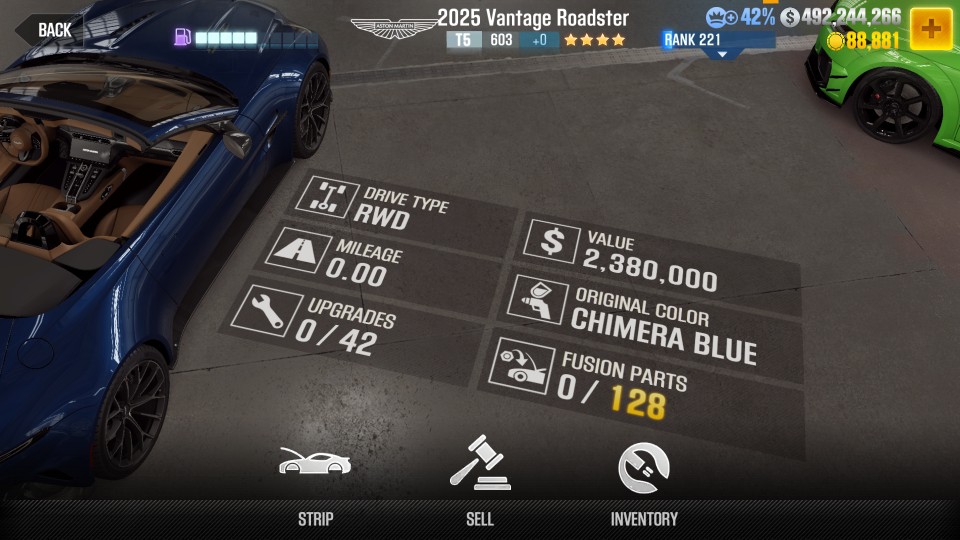 BACK
ASTON MARTIN
2025 Vantage Roadster
T5 603 +0
42%
492,244,266
RANK 221
88,881
DRIVE TYPE
RWD
MILEAGE
0.00
UPGRADES
0/42
VALUE
2,380,000
ORIGINAL COLOR
CHIMERA BLUE
FUSION PARTS
0/ 128
STRIP
SELL
INVENTORY